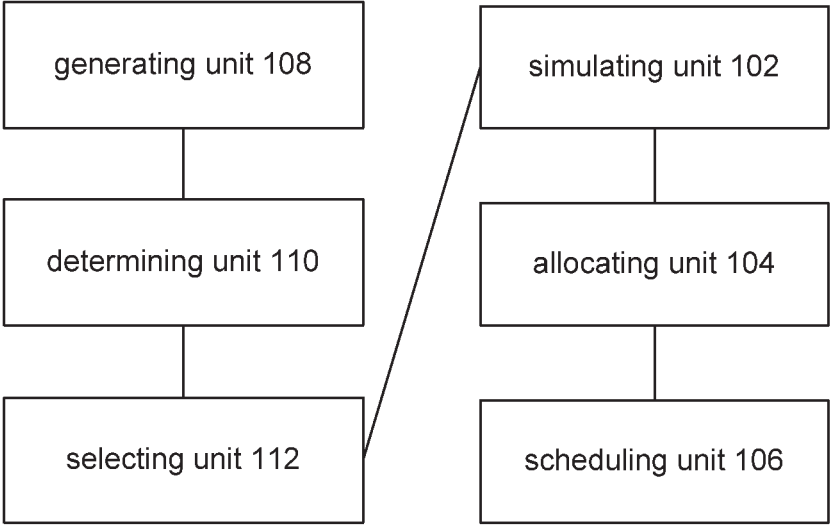 generating unit 108
determining unit 110
selecting unit 112
simulating unit 102
allocating unit 104
scheduling unit 106